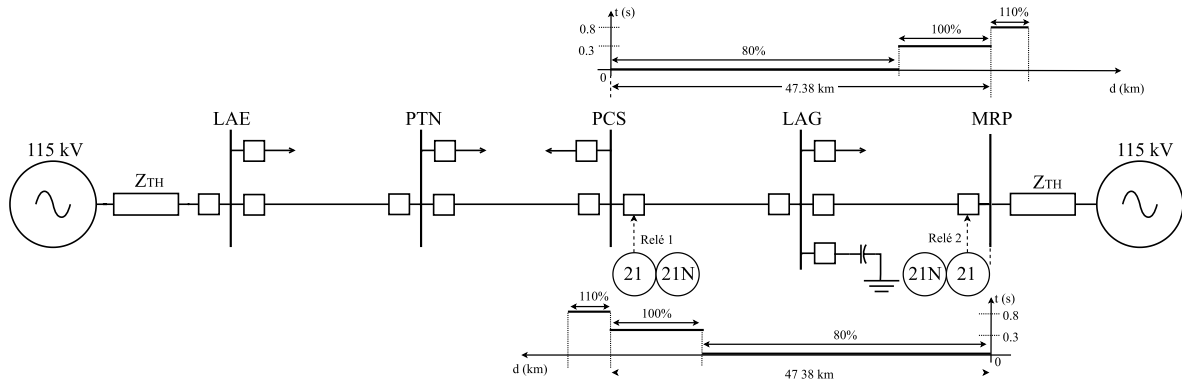 t (s)
110%
0.8
100%
0.3
80%
0
47.38 km
d (km)
LAE
PTN
PCS
LAG
MRP
115 kV
115 kV
ZTH
ZTH
Relé 1
Relé 2
21
21N
21N
21
110%
t (s)
100%
0.8
80%
0.3
0
d (km)
47 38 km